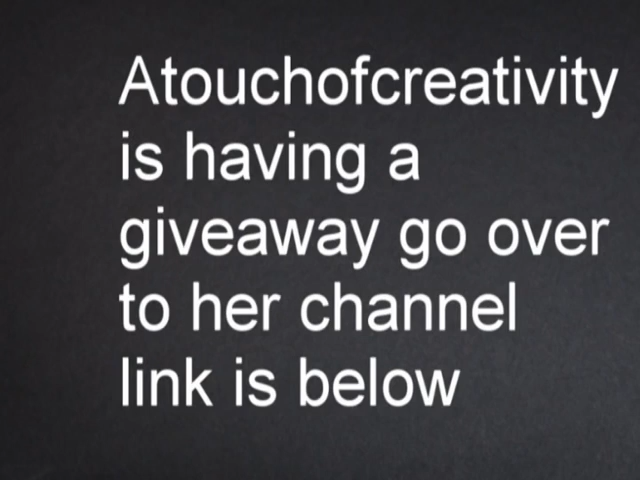 Atouchofcreativity
is having a
giveaway go over
to her channel
link is below